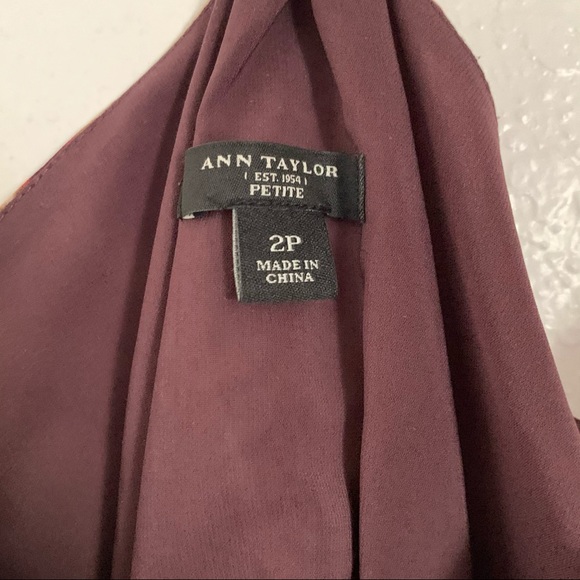 ANN TAYLOR
( EST. 1954 )
PETITE
2P
MADE IN
CHINA